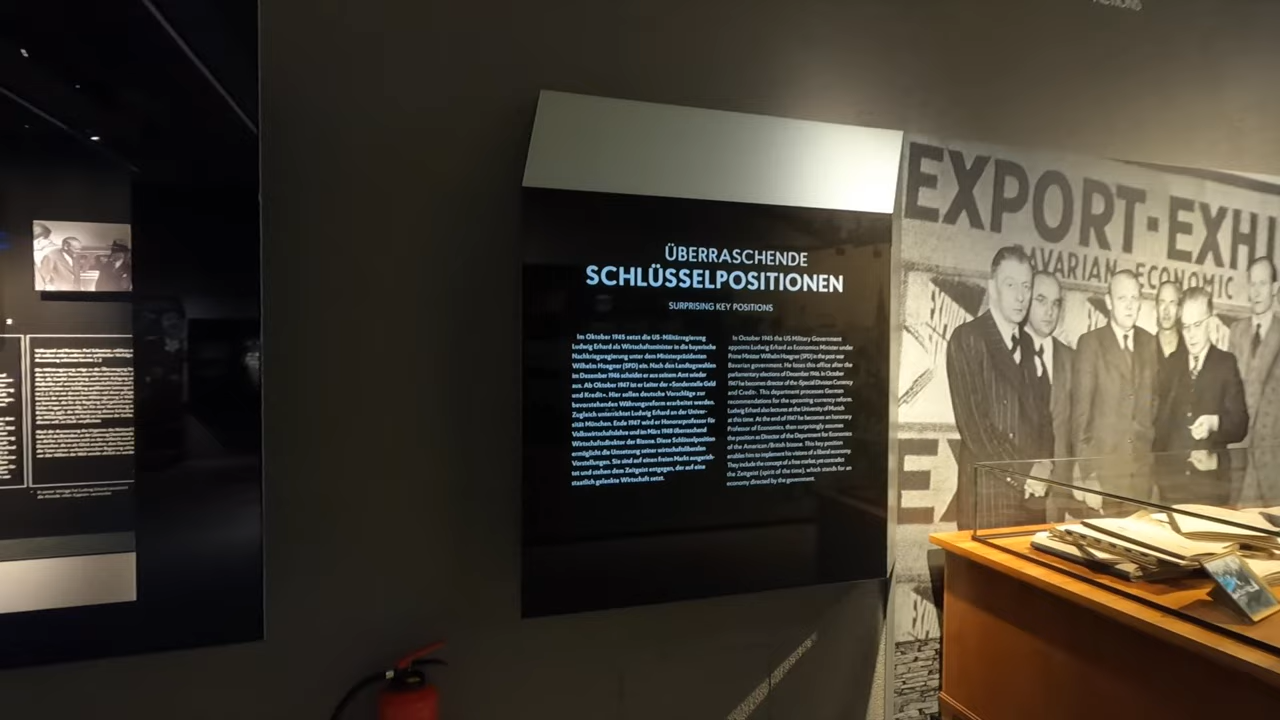 ÜBERRASCHENDE
SCHLÜSSELPOSITIONEN
SURPRISING KEY POSITIONS
Im Oktober 1945 setzt die US-Militärregierung
Ludwig Erhard als Wirtschaftsminister in die bayerische
Nachkriegsregierung unter dem Ministerpräsidenten
Wilhelm Hoegner (SPD) ein. Nach den Landtagswahlen
im Dezember 1946 scheidet er aus seinem Amt wieder
aus. Ab Oktober 1947 ist er Leiter der »Sonderstelle Geld
und Kredit«. Hier sollen deutsche Vorschläge zur
bevorstehenden Währungsreform erarbeitet werden.
Zugleich unterrichtet Ludwig Erhard an der Univer-
sität München. Ende 1947 wird er Honorarprofessor für
Volkswirtschaftslehre und im März 1948 überraschend
Wirtschaftsdirektor der Bizone. Diese Schlüsselposition
ermöglicht die Umsetzung seiner wirtschaftsliberalen
Vorstellungen. Sie sind auf einen freien Markt ausgerich-
tet und stehen dem Zeitgeist entgegen, der auf eine
staatlich gelenkte Wirtschaft setzt.
In October 1945 the US Military Government
appoints Ludwig Erhard as Economics Minister under
Prime Minister Wilhelm Hoegner (SPD) in the post-war
Bavarian government. He loses this office after the
parliamentary elections of December 1946. In October
1947 he becomes director of the ‹Special Division Currency
and Credit›. This department processes German
recommendations for the upcoming currency reform.
Ludwig Erhard also lectures at the University of Munich
at this time. At the end of 1947 he becomes an honorary
Professor of Economics, then surprisingly assumes
the position as Director of the Department for Economics
of the American/British bizone. This key position
enables him to implement his visions of a liberal economy.
They include the concept of a free market, yet contradict
the Zeitgeist (spirit of the time), which stands for an
economy directed by the government.
EXPORT·EXHI
BAVARIAN ECONOMIC
EXPO
E